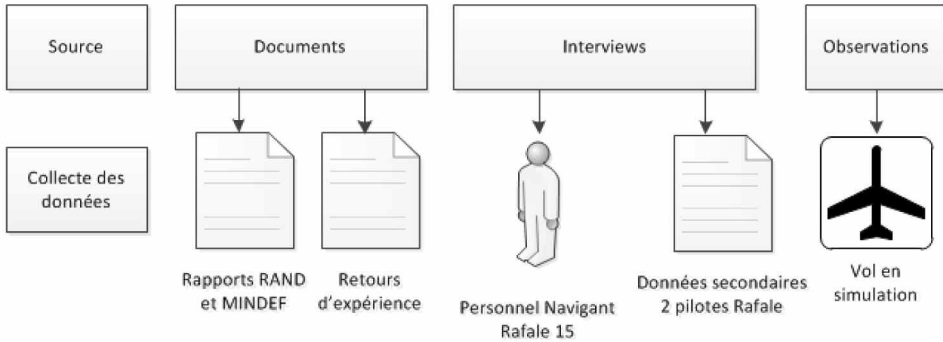 Source
Documents
Interviews
Observations
Collecte des
données
Rapports RAND
et MINDEF
Retours
d'expérience
Personnel Navigant
Rafale 15
Données secondaires
2 pilotes Rafale
Vol en
simulation